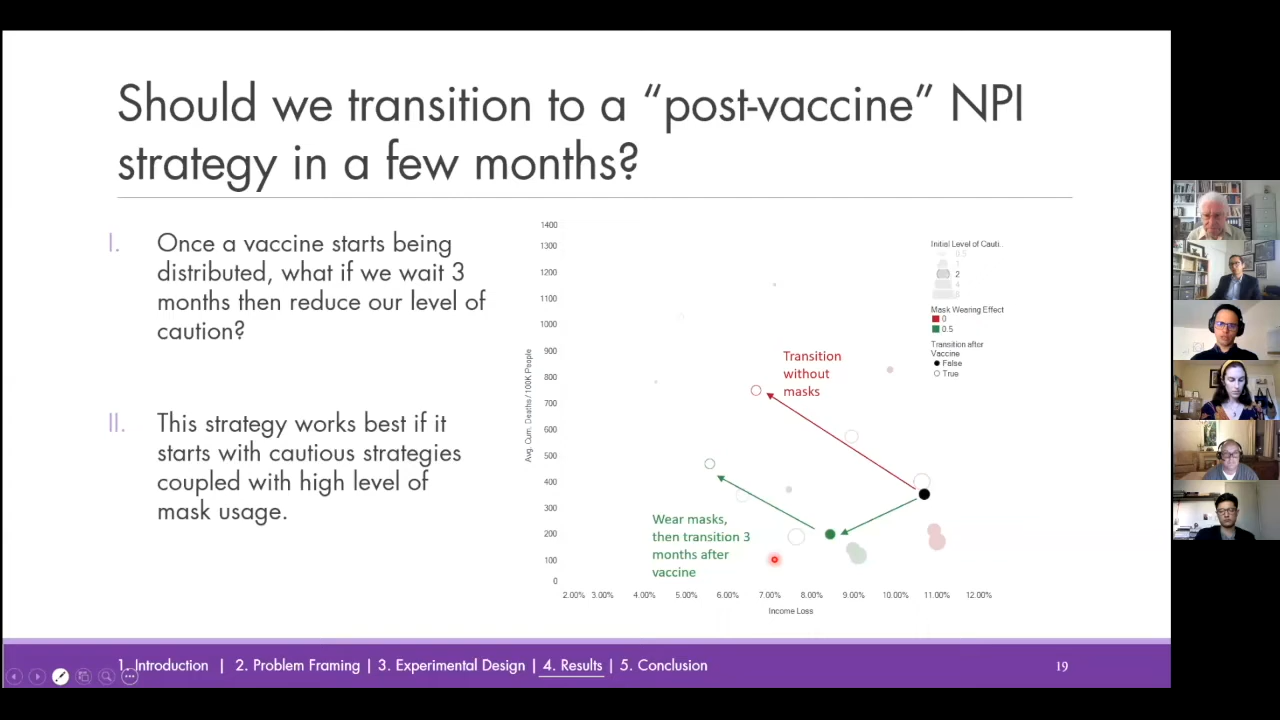 Should we transition to a “post-vaccine” NPI
strategy in a few months?
I. Once a vaccine starts being
distributed, what if we wait 3
months then reduce our level of
caution?
II. This strategy works best if it
starts with cautious strategies
coupled with high level of
mask usage.
Avg. Cum. Deaths / 100K People
1400
1300
1200
1100
1000
900
800
700
600
500
400
300
200
100
0
2.00% 3.00% 4.00% 5.00% 6.00% 7.00% 8.00% 9.00% 10.00% 11.00% 12.00%
Income Loss
Transition
without
masks
Wear masks,
then transition 3
months after
vaccine
Initial Level of Cauti..
0.5
1
2
4
Mask Wearing Effect
0
0.5
Transition after
Vaccine
False
True
1. Introduction | 2. Problem Framing | 3. Experimental Design | 4. Results | 5. Conclusion
19